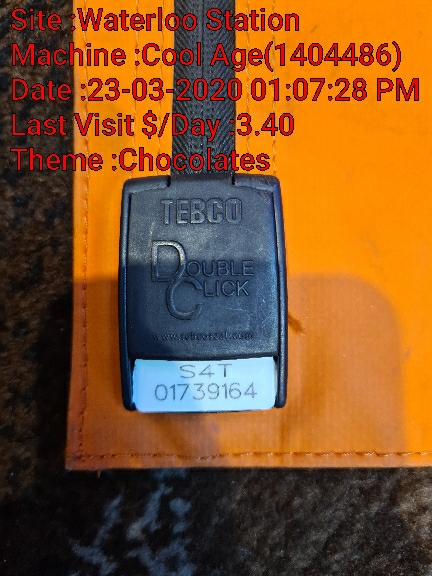 Site :Waterloo Station
Machine :Cool Age(1404486)
Date :23-03-2020 01:07:28 PM
Last Visit $/Day :3.40
Theme :Chocolates
TEBCO
DOUBLE
CLICK
S4T
01739164